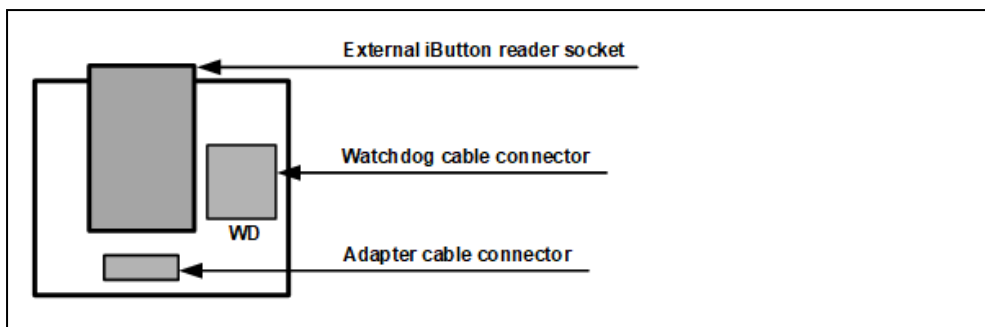 External iButton reader socket
Watchdog cable connector
WD
Adapter cable connector